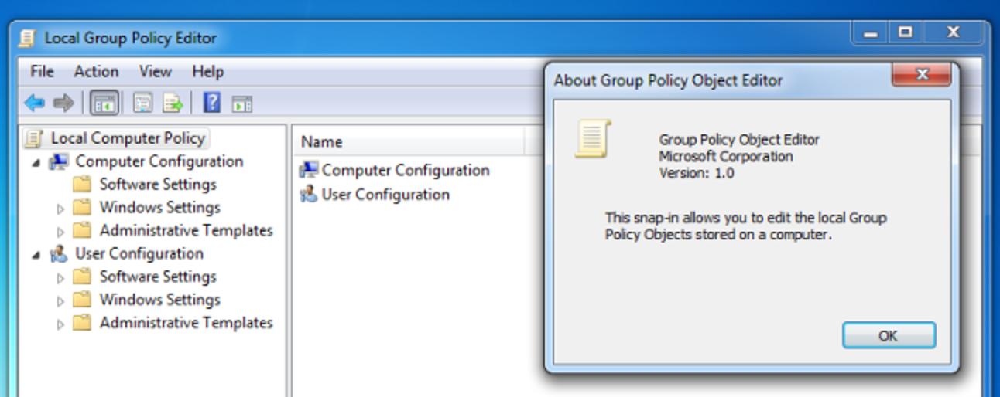 Local Group Policy Editor
File Action View Help
Local Computer Policy
Computer Configuration
Software Settings
Windows Settings
Administrative Templates
User Configuration
Software Settings
Windows Settings
Administrative Templates
Name
Computer Configuration
User Configuration
About Group Policy Object Editor
Group Policy Object Editor
Microsoft Corporation
Version: 1.0
This snap-in allows you to edit the local Group
Policy Objects stored on a computer.
OK